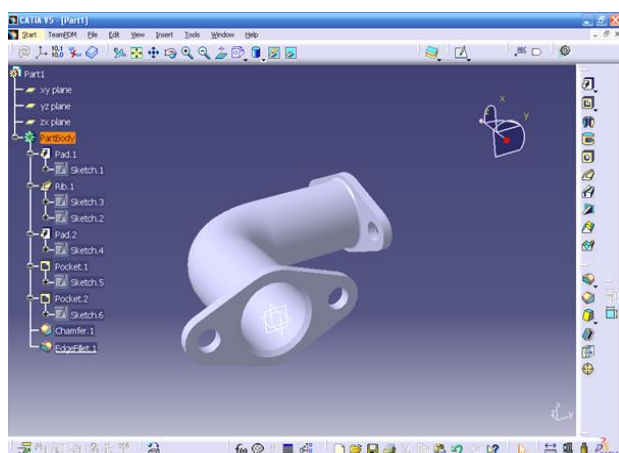 CATIA V5 - [Part1]
Start TeamPDM File Edit View Insert Tools Window Help
Part1
xy plane
yz plane
zx plane
PartBody
Pad.1
Sketch.1
Rib.1
Sketch.3
Sketch.2
Pad.2
Sketch.4
Pocket.1
Sketch.5
Pocket.2
Sketch.6
Chamfer.1
EdgeFillet.1
x
y
x
z
y